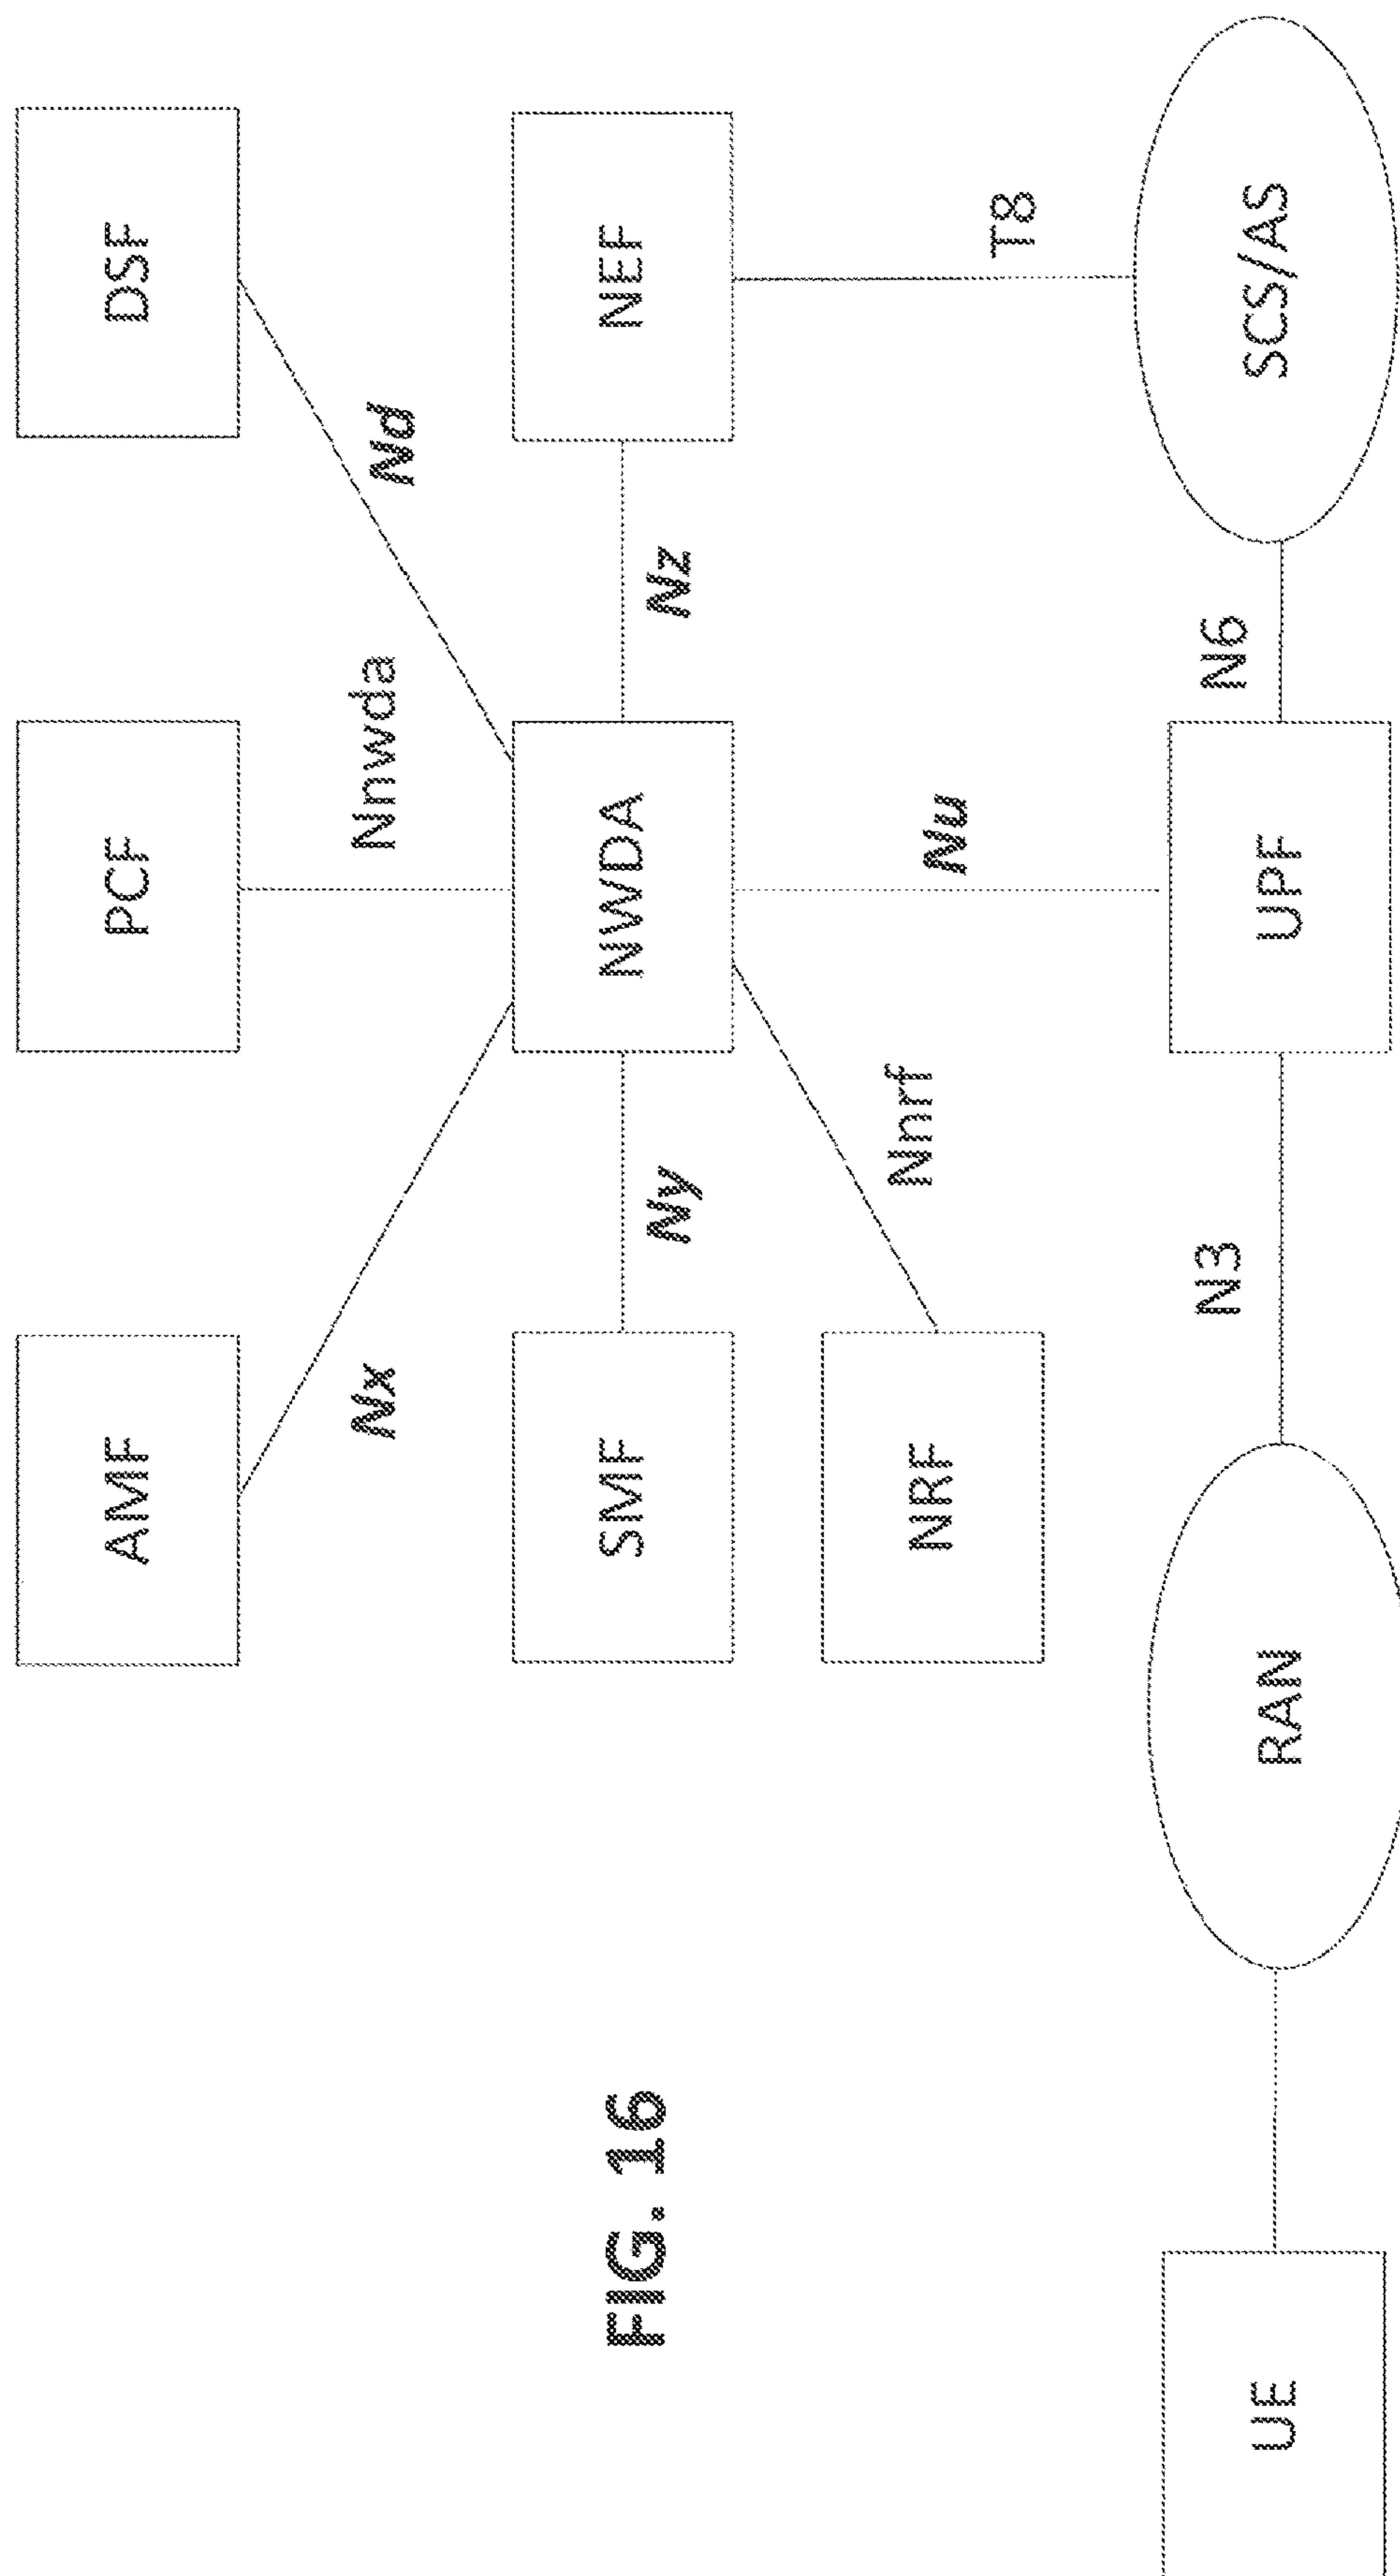 AMF
PCF
DSF
Nx
Nnwda
Nd
SMF
NWDA
NEF
Ny
Nz
NRF
Nnrf
Nu
T8
N3
N6
UE
RAN
UPF
SCS/AS
FIG. 16